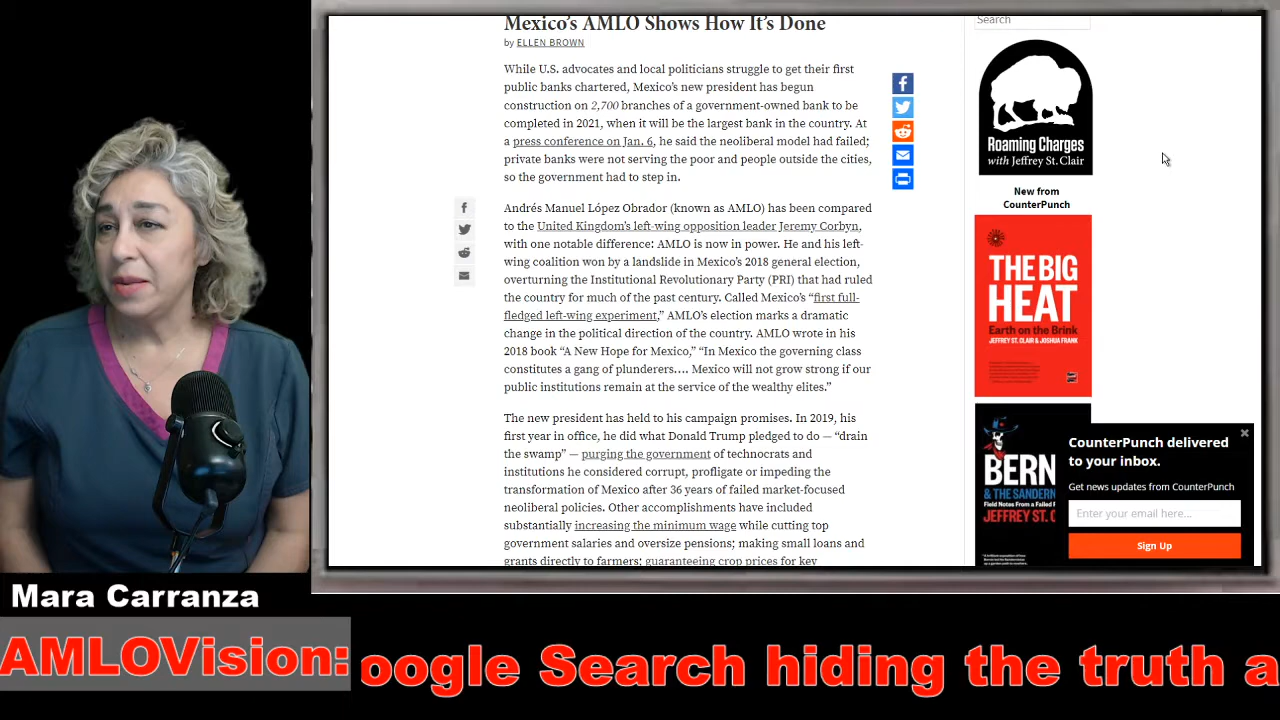 Mexico's AMLO Shows How It's Done
by ELLEN BROWN
While U.S. advocates and local politicians struggle to get their first
public banks chartered, Mexico's new president has begun
construction on 2,700 branches of a government-owned bank to be
completed in 2021, when it will be the largest bank in the country. At
a press conference on Jan. 6, he said the neoliberal model had failed;
private banks were not serving the poor and people outside the cities,
so the government had to step in.
Andrés Manuel López Obrador (known as AMLO) has been compared
to the United Kingdom's left-wing opposition leader Jeremy Corbyn,
with one notable difference: AMLO is now in power. He and his left-
wing coalition won by a landslide in Mexico's 2018 general election,
overturning the Institutional Revolutionary Party (PRI) that had ruled
the country for much of the past century. Called Mexico's “first full-
fledged left-wing experiment,” AMLO's election marks a dramatic
change in the political direction of the country. AMLO wrote in his
2018 book “A New Hope for Mexico,” “In Mexico the governing class
constitutes a gang of plunderers…. Mexico will not grow strong if our
public institutions remain at the service of the wealthy elites.”
The new president has held to his campaign promises. In 2019, his
first year in office, he did what Donald Trump pledged to do — “drain
the swamp” — purging the government of technocrats and
institutions he considered corrupt, profligate or impeding the
transformation of Mexico after 36 years of failed market-focused
neoliberal policies. Other accomplishments have included
substantially increasing the minimum wage while cutting top
government salaries and oversize pensions; making small loans and
grants directly to farmers; guaranteeing crop prices for key
Search
Roaming Charges
with Jeffrey St. Clair
New from
CounterPunch
THE BIG
HEAT
Earth on the Brink
JEFFREY ST. CLAIR & JOSHUA FRANK
BERN
& THE SANDERN
Field Notes From a Failed
JEFFREY ST. C
CounterPunch delivered
to your inbox.
Get news updates from CounterPunch
Enter your email here...
Sign Up
Mara Carranza
AMLOVision:
oogle Search hiding the truth a